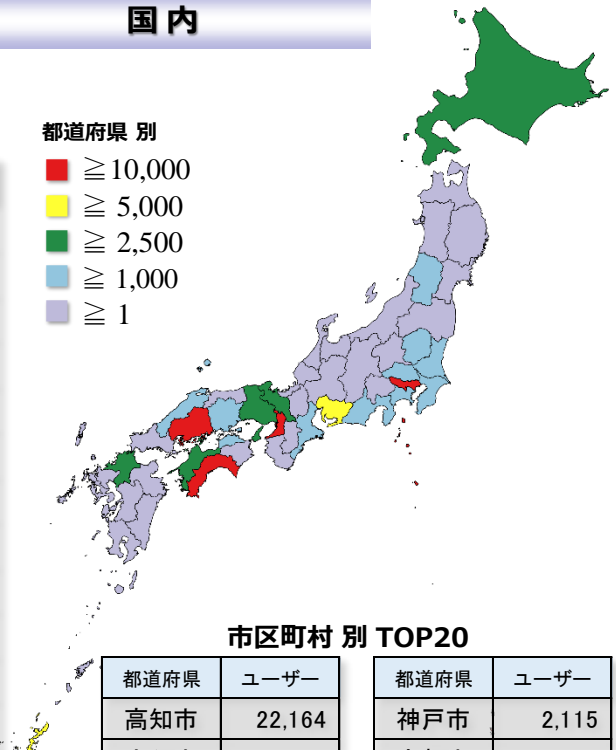 国内
都道府県 別
≧10,000
≧ 5,000
≧ 2,500
≧ 1,000
≧ 1
市区町村 別 TOP20
都道府県 ユーザー 都道府県 ユーザー
高知市 22,164 神戸市 2,115